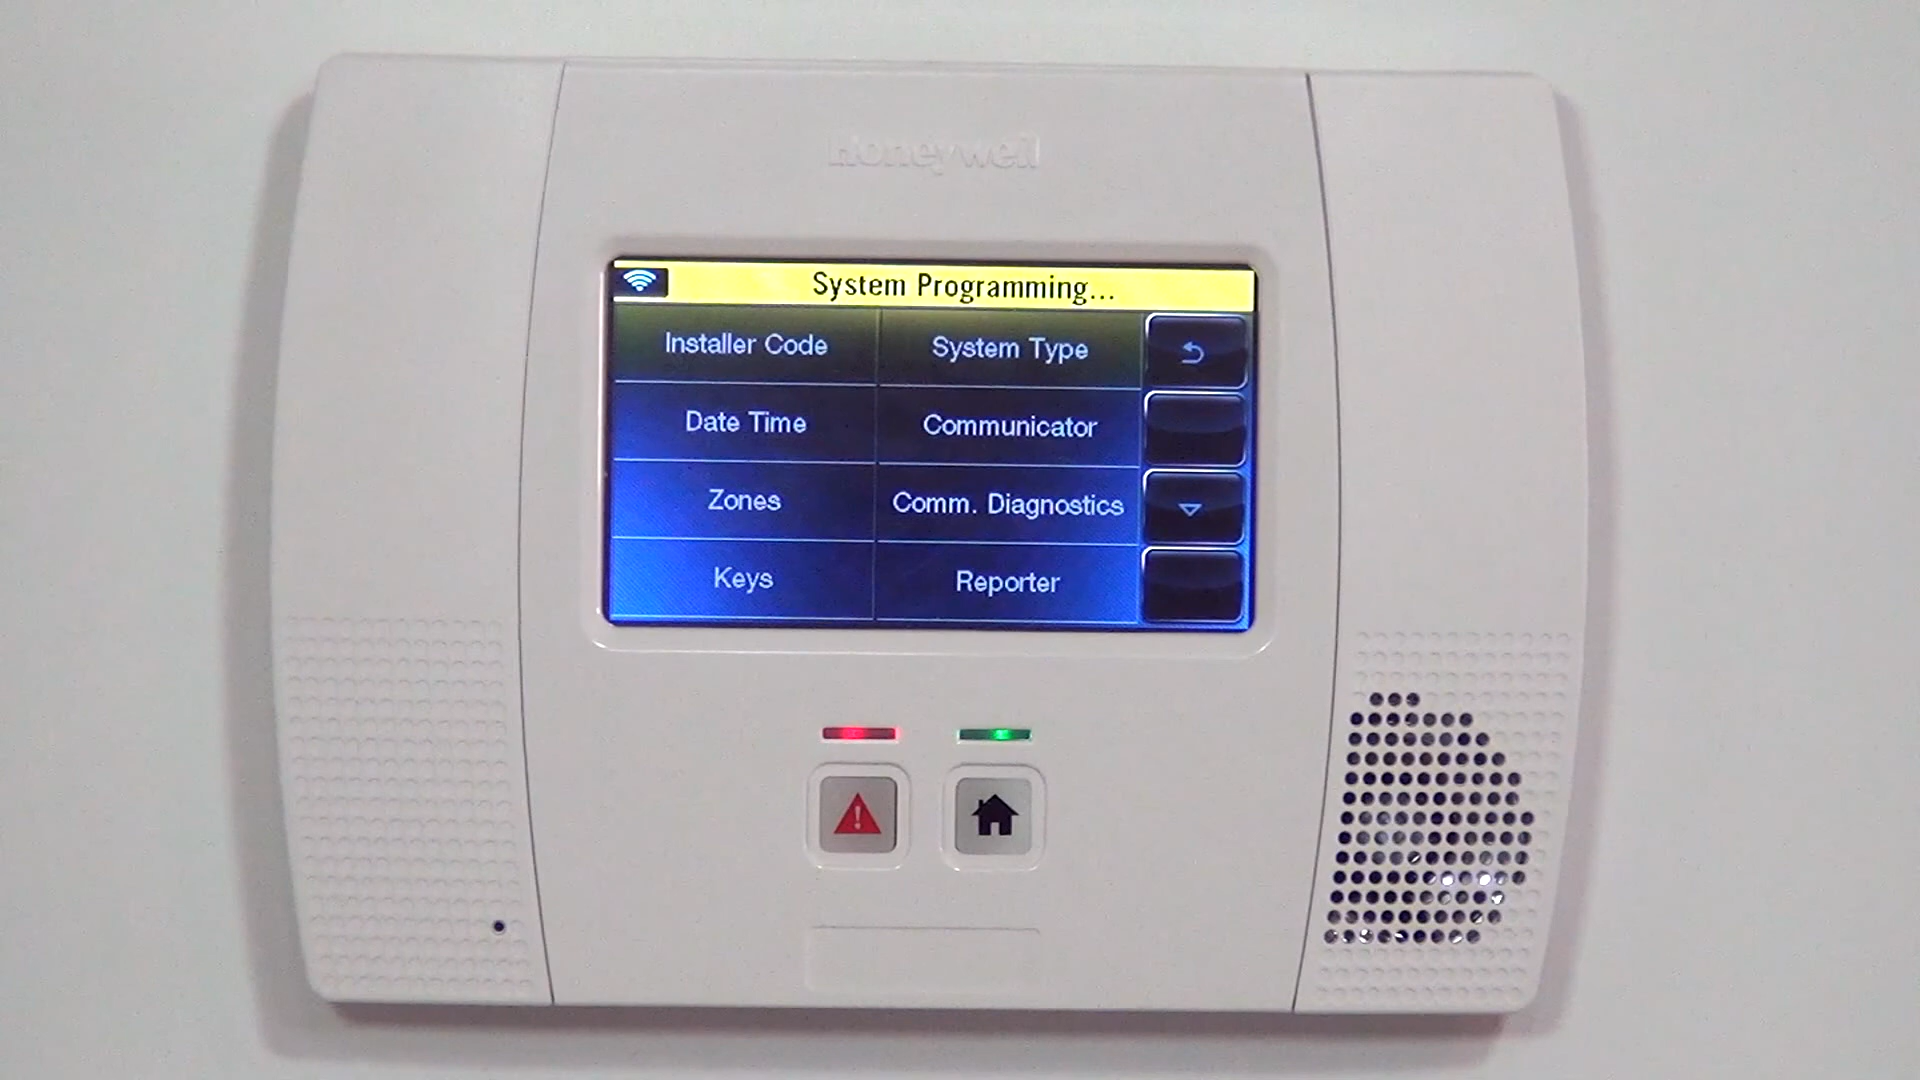 Honeywell
System Programming...
Installer Code
System Type
Date Time
Communicator
Zones
Comm. Diagnostics
Keys
Reporter